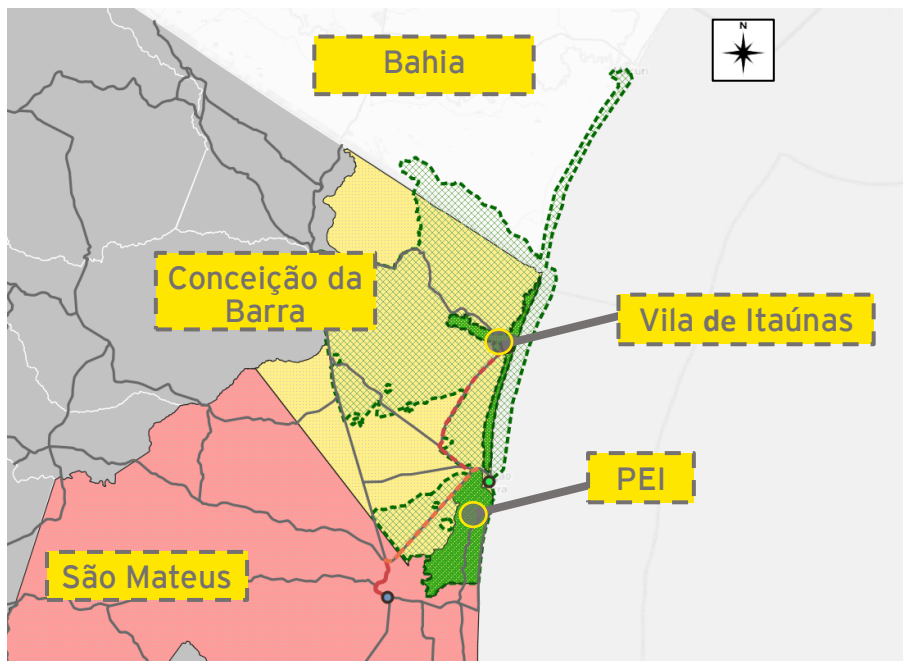 Bahia
N
Conceição da
Barra
Vila de Itaúnas
PEI
São Mateus